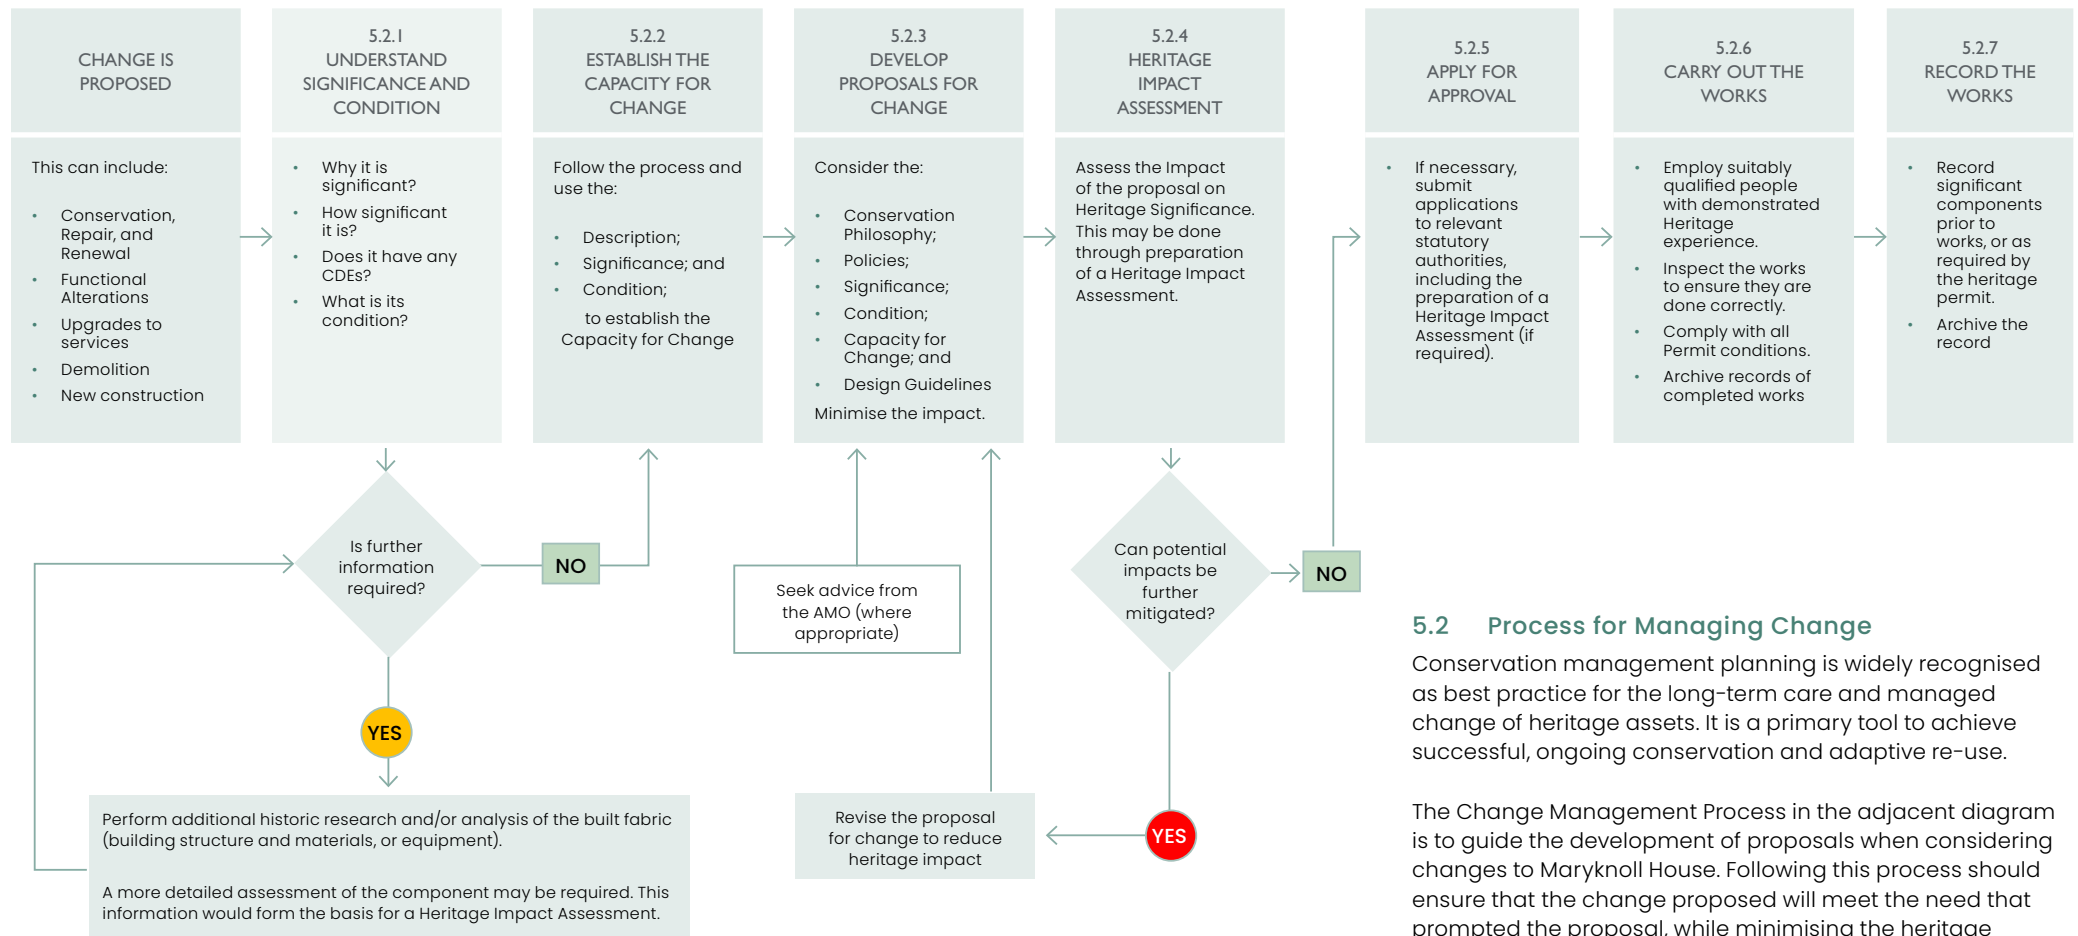 CHANGE IS
PROPOSED
This can include:
• Conservation,
Repair, and
Renewal
• Functional
Alterations
• Upgrades to
services
• Demolition
• New construction
5.2.1
UNDERSTAND
SIGNIFICANCE AND
CONDITION
• Why it is
significant?
• How significant
it is?
• Does it have any
CDEs?
• What is its
condition?
5.2.2
ESTABLISH THE
CAPACITY FOR
CHANGE
Follow the process and
use the:
• Description;
• Significance; and
• Condition;
to establish the
Capacity for Change
5.2.3
DEVELOP
PROPOSALS FOR
CHANGE
Consider the:
• Conservation
Philosophy;
• Policies;
• Significance;
• Condition;
• Capacity for
Change; and
• Design Guidelines
Minimise the impact.
5.2.4
HERITAGE
IMPACT
ASSESSMENT
Assess the Impact
of the proposal on
Heritage Significance.
This may be done
through preparation
of a Heritage Impact
Assessment.
5.2.5
APPLY FOR
APPROVAL
• If necessary,
submit
applications
to relevant
statutory
authorities,
including the
preparation of a
Heritage Impact
Assessment (if
required).
5.2.6
CARRY OUT THE
WORKS
• Employ suitably
qualified people
with demonstrated
Heritage
experience.
• Inspect the works
to ensure they are
done correctly.
• Comply with all
Permit conditions.
• Archive records of
completed works
5.2.7
RECORD THE
WORKS
• Record
significant
components
prior to
works, or as
required by
the heritage
permit.
• Archive the
record
Is further
information
required?
NO
YES
Perform additional historic research and/or analysis of the built fabric
(building structure and materials, or equipment).
A more detailed assessment of the component may be required. This
information would form the basis for a Heritage Impact Assessment.
Seek advice from
the AMO (where
appropriate)
Can potential
impacts be
further
mitigated?
NO
YES
Revise the proposal
for change to reduce
heritage impact
5.2 Process for Managing Change
Conservation management planning is widely recognised
as best practice for the long-term care and managed
change of heritage assets. It is a primary tool to achieve
successful, ongoing conservation and adaptive re-use.
The Change Management Process in the adjacent diagram
is to guide the development of proposals when considering
changes to Maryknoll House. Following this process should
ensure that the change proposed will meet the need that
prompted the proposal, while minimising the heritage